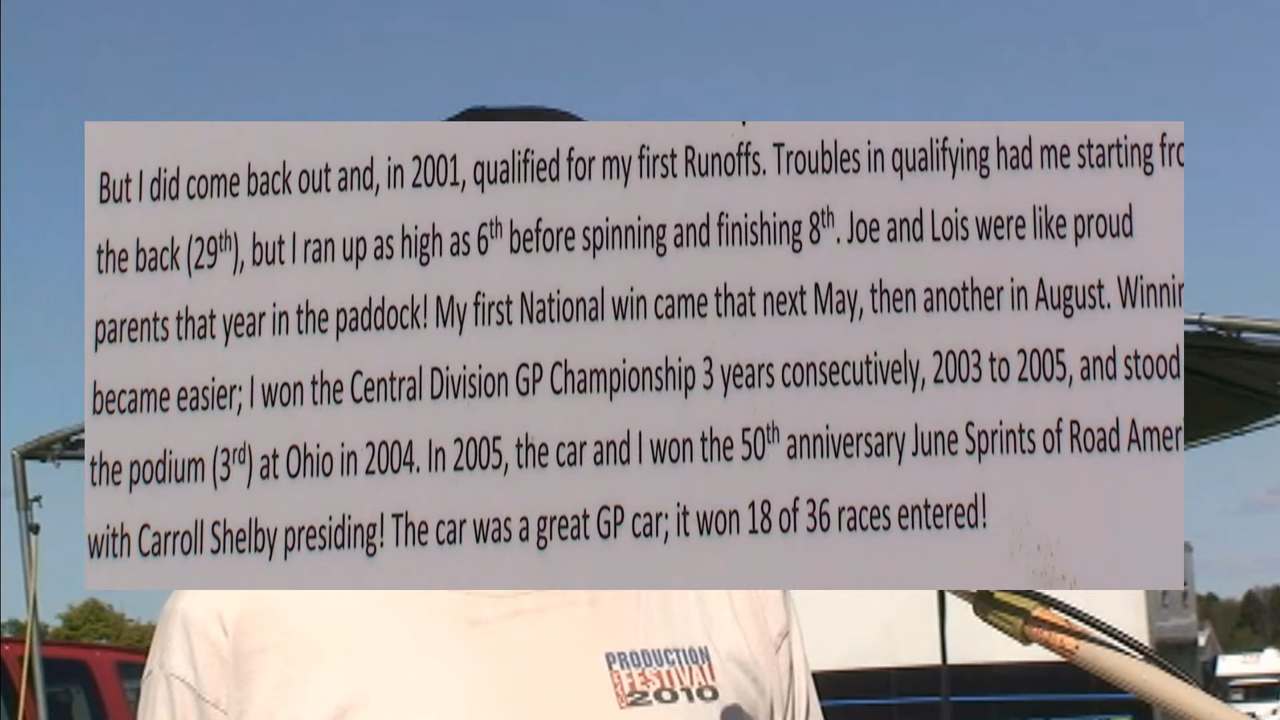 But I did come back out and, in 2001, qualified for my first Runoffs. Troubles in qualifying had me starting fro
the back (29th), but I ran up as high as 6th before spinning and finishing 8th. Joe and Lois were like proud
parents that year in the paddock! My first National win came that next May, then another in August. Winnin
became easier; I won the Central Division GP Championship 3 years consecutively, 2003 to 2005, and stood
the podium (3rd) at Ohio in 2004. In 2005, the car and I won the 50th anniversary June Sprints of Road Amer
with Carroll Shelby presiding! The car was a great GP car; it won 18 of 36 races entered!
PRODUCTION
FESTIVAL
2010